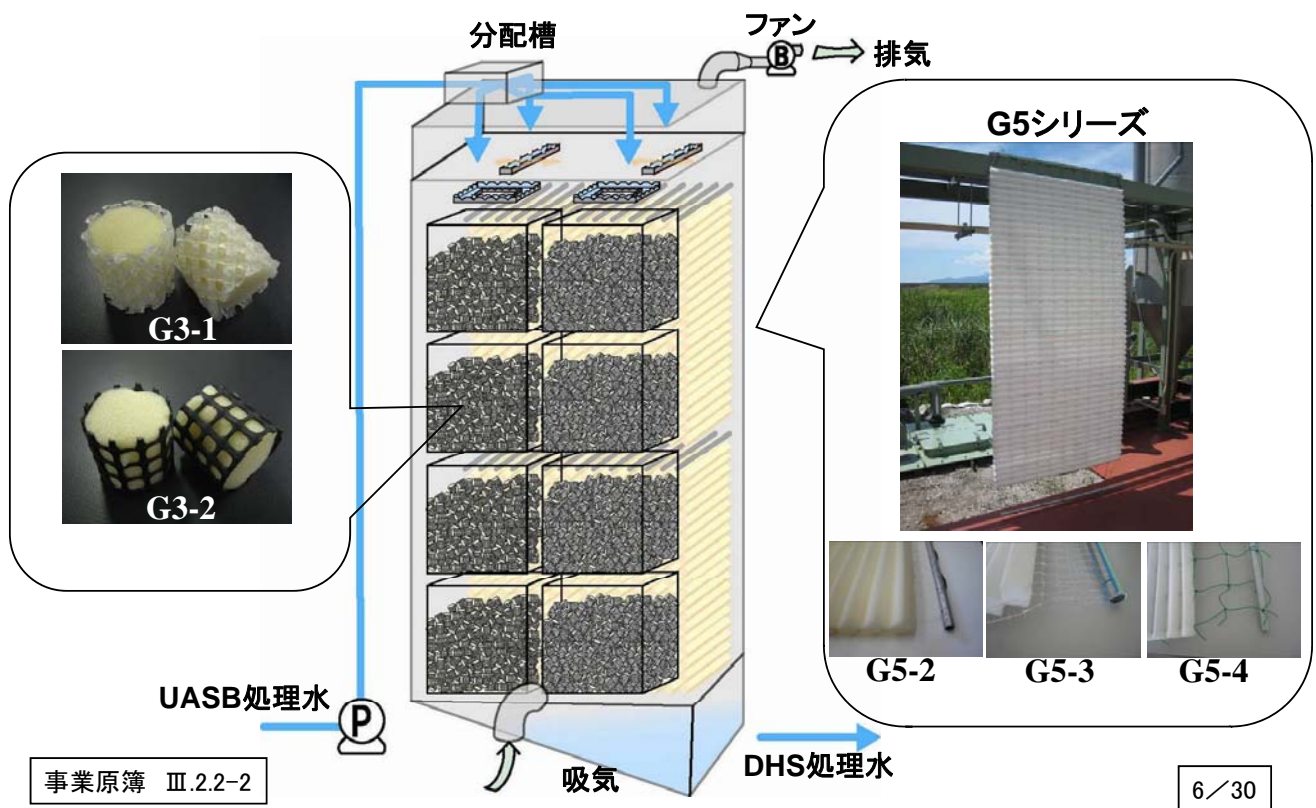 分配槽
ファン
B
排気
G5シリーズ
G3-1
G3-2
G5-2
G5-3
G5-4
UASB処理水
P
吸気
DHS処理水
事業原簿 Ⅲ.2.2-2
6/30